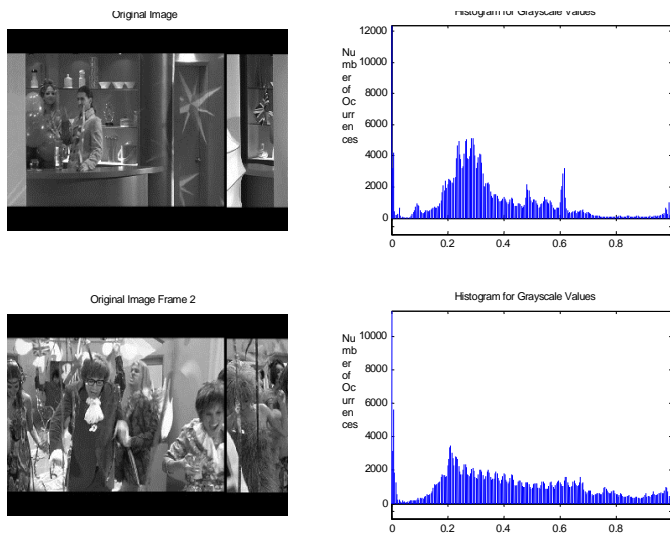 Original Image
Histogram for Grayscale Values
12000
10000
8000
6000
4000
2000
0
Nu
mb
er
of
Oc
urr
en
ces
0
0.2
0.4
0.6
0.8
Original Image Frame 2
Histogram for Grayscale Values
10000
8000
6000
4000
2000
0
Nu
mb
er
of
Oc
urr
en
ces
0
0.2
0.4
0.6
0.8